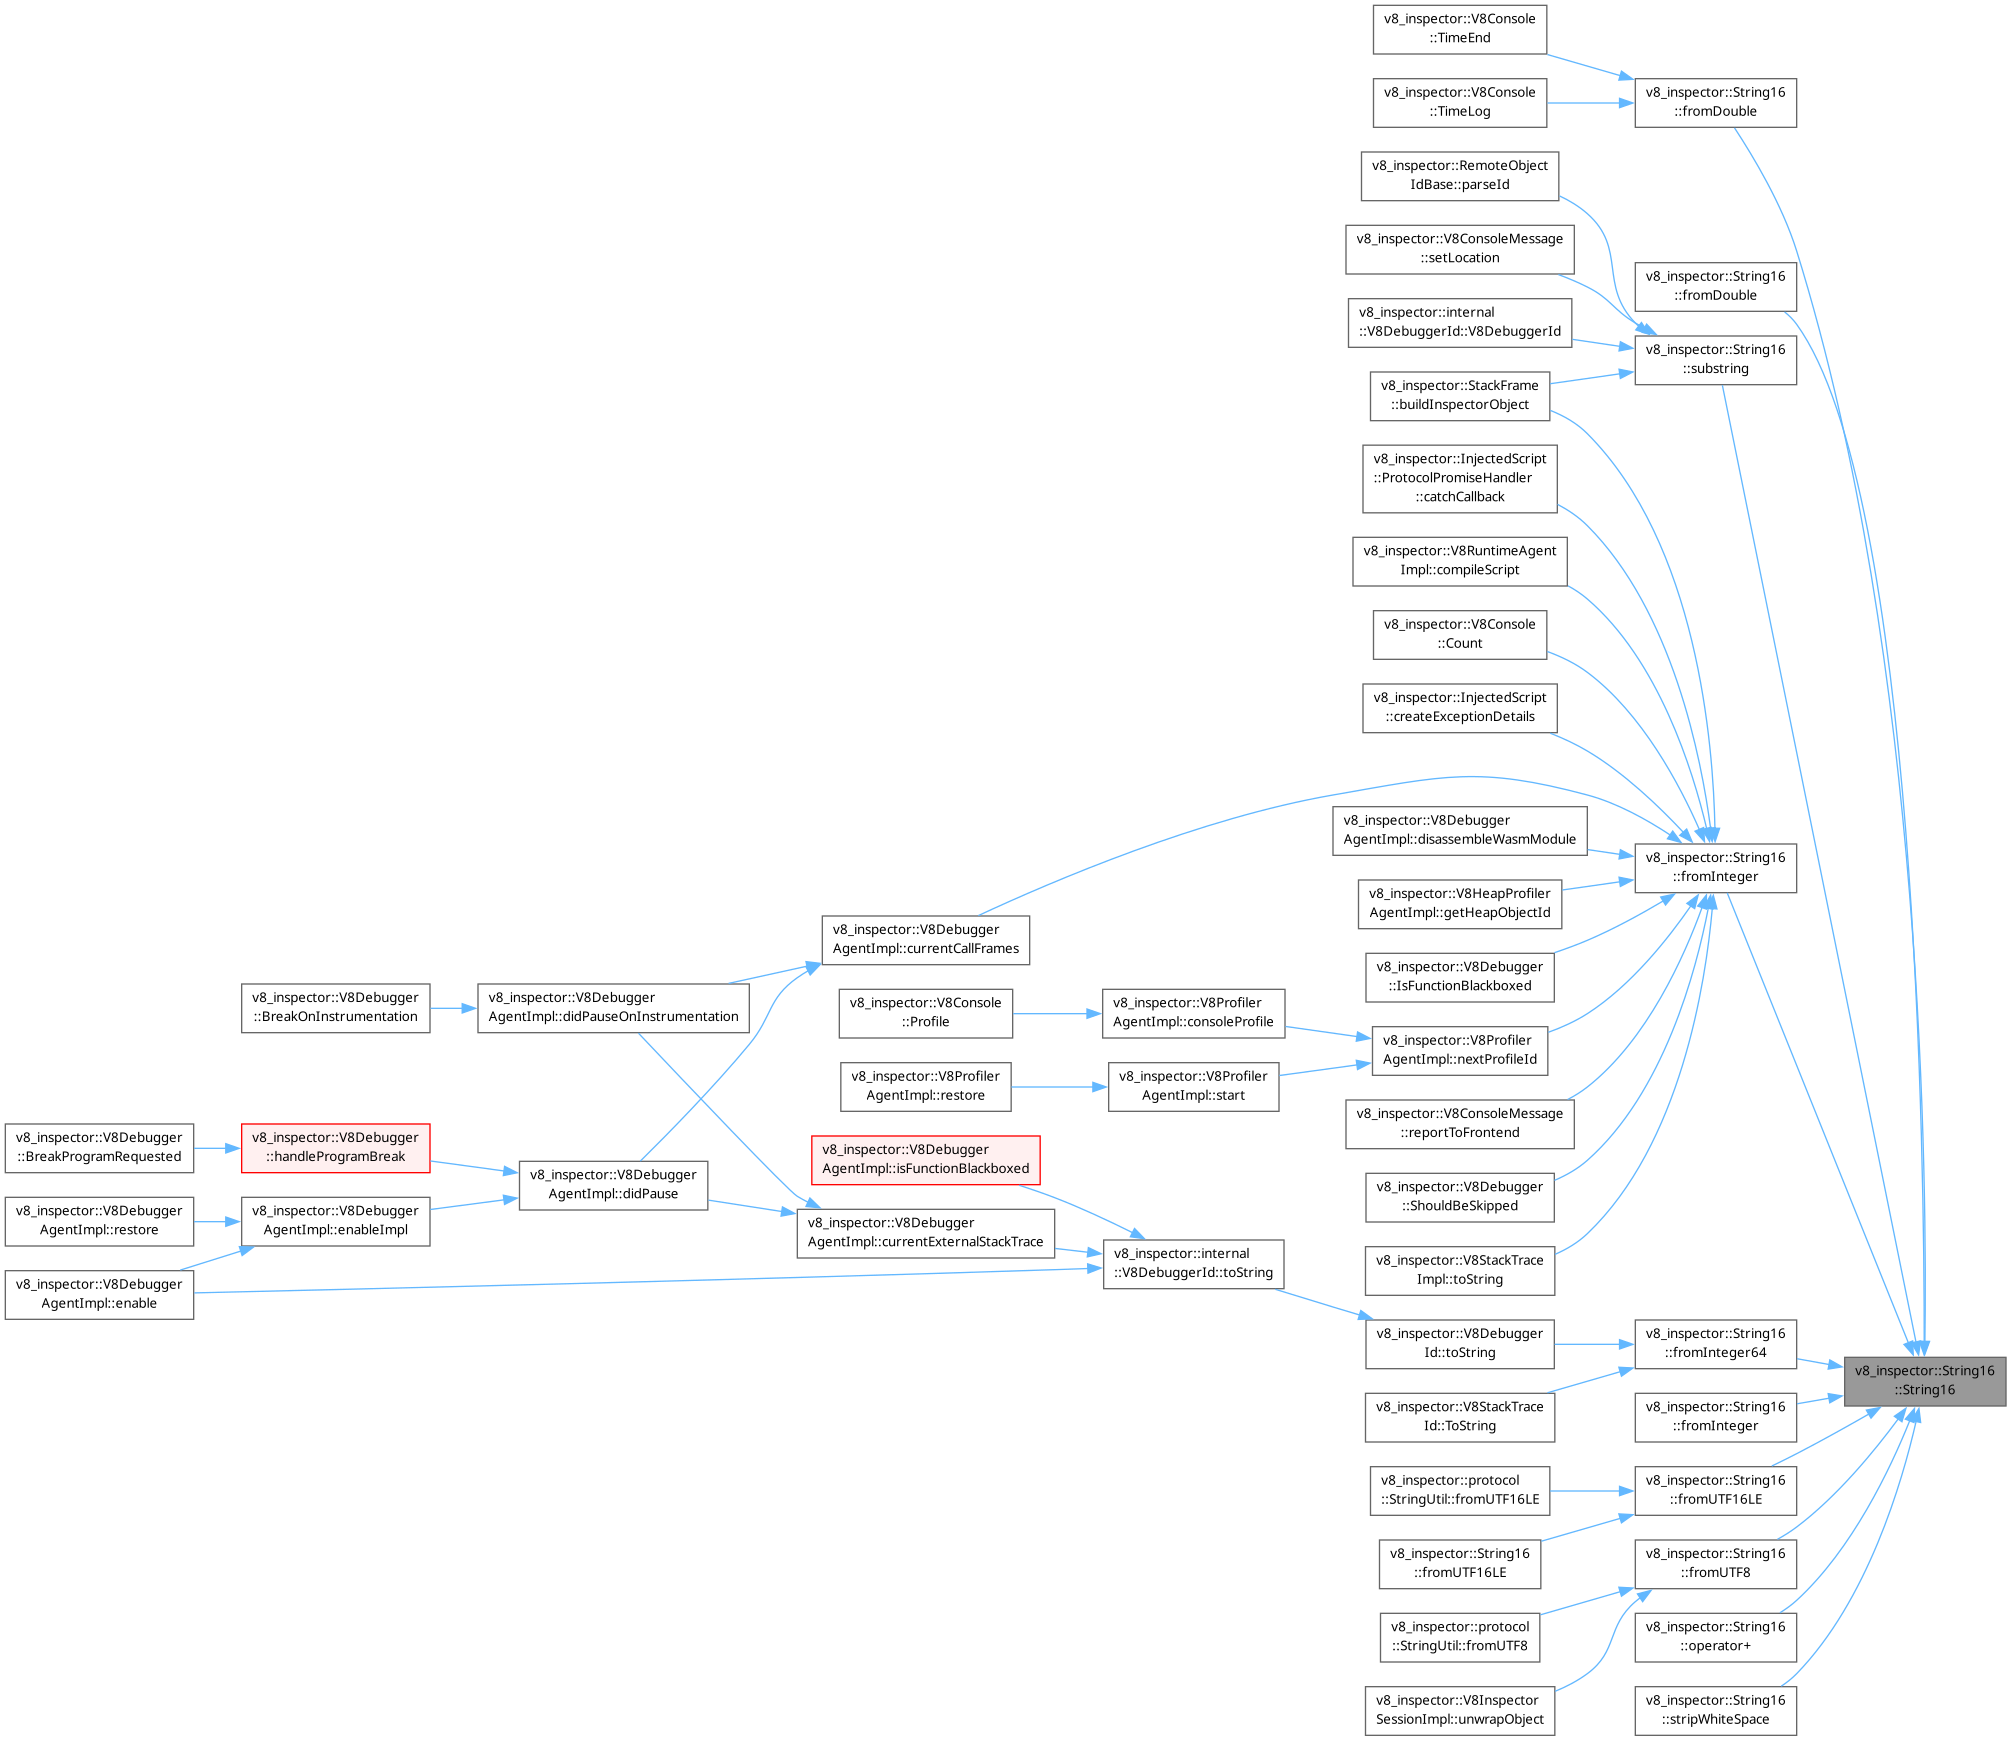 v8_inspector::V8Console
::TimeEnd
v8_inspector::V8Console
::TimeLog
v8_inspector::String16
::fromDouble
v8_inspector::RemoteObject
IdBase::parseId
v8_inspector::V8ConsoleMessage
::setLocation
v8_inspector::String16
::fromDouble
v8_inspector::internal
::V8DebuggerId::V8DebuggerId
v8_inspector::String16
::substring
v8_inspector::StackFrame
::buildInspectorObject
v8_inspector::InjectedScript
::ProtocolPromiseHandler
::catchCallback
v8_inspector::V8RuntimeAgent
Impl::compileScript
v8_inspector::V8Console
::Count
v8_inspector::InjectedScript
::createExceptionDetails
v8_inspector::V8Debugger
AgentImpl::disassembleWasmModule
v8_inspector::String16
::fromInteger
v8_inspector::V8HeapProfiler
AgentImpl::getHeapObjectId
v8_inspector::V8Debugger
AgentImpl::currentCallFrames
v8_inspector::V8Debugger
::IsFunctionBlackboxed
v8_inspector::V8Debugger
::BreakOnInstrumentation
v8_inspector::V8Debugger
AgentImpl::didPauseOnInstrumentation
v8_inspector::V8Console
::Profile
v8_inspector::V8Profiler
AgentImpl::consoleProfile
v8_inspector::V8Profiler
AgentImpl::nextProfileId
v8_inspector::V8Profiler
AgentImpl::restore
v8_inspector::V8Profiler
AgentImpl::start
v8_inspector::V8ConsoleMessage
::reportToFrontend
v8_inspector::V8Debugger
::BreakProgramRequested
v8_inspector::V8Debugger
::handleProgramBreak
v8_inspector::V8Debugger
AgentImpl::isFunctionBlackboxed
v8_inspector::V8Debugger
AgentImpl::didPause
v8_inspector::V8Debugger
::ShouldBeSkipped
v8_inspector::V8Debugger
AgentImpl::restore
v8_inspector::V8Debugger
AgentImpl::enableImpl
v8_inspector::V8Debugger
AgentImpl::currentExternalStackTrace
v8_inspector::internal
::V8DebuggerId::toString
v8_inspector::V8StackTrace
Impl::toString
v8_inspector::V8Debugger
AgentImpl::enable
v8_inspector::V8Debugger
Id::toString
v8_inspector::String16
::fromInteger64
v8_inspector::String16
::String16
v8_inspector::V8StackTrace
Id::ToString
v8_inspector::String16
::fromInteger
v8_inspector::protocol
::StringUtil::fromUTF16LE
v8_inspector::String16
::fromUTF16LE
v8_inspector::String16
::fromUTF16LE
v8_inspector::String16
::fromUTF8
v8_inspector::protocol
::StringUtil::fromUTF8
v8_inspector::String16
::operator+
v8_inspector::V8Inspector
SessionImpl::unwrapObject
v8_inspector::String16
::stripWhiteSpace